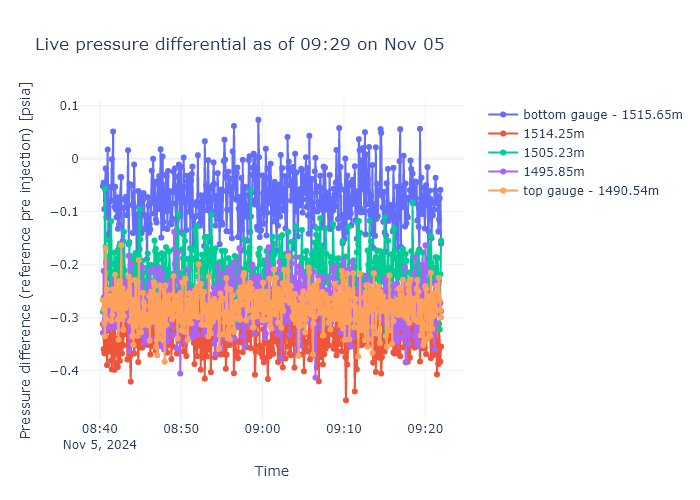 Live pressure differential as of 09:29 on Nov 05
Pressure difference (reference pre injection) [psia]
0.1
0
−0.1
−0.2
−0.3
−0.4
08:40
08:50
09:00
09:10
09:20
Nov 5, 2024
Time
bottom gauge - 1515.65m
1514.25m
1505.23m
1495.85m
top gauge - 1490.54m